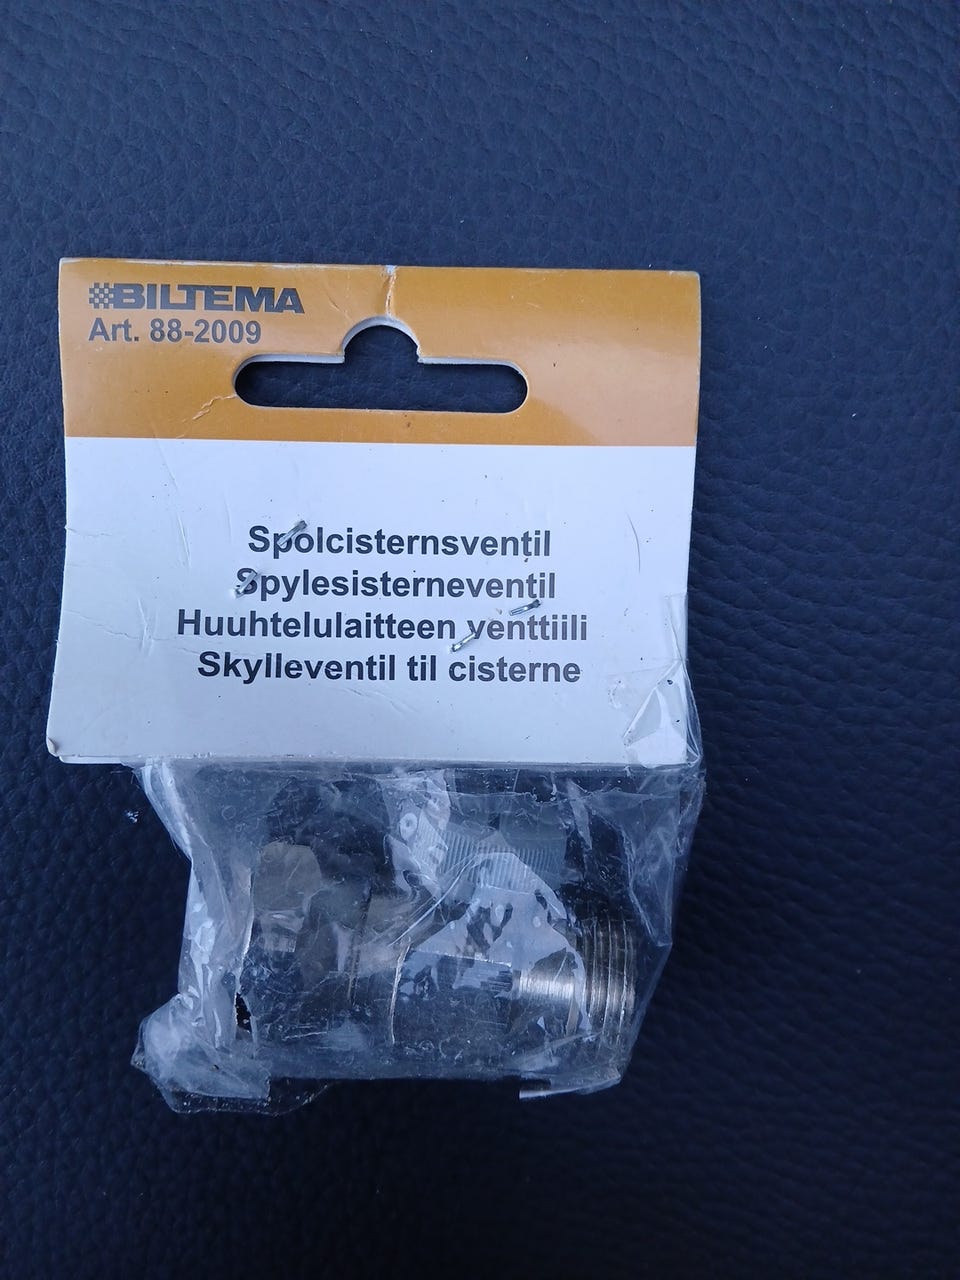 BILTEMA
Art. 88-2009
Spolcisternsventil
Spylesisterneventil
Huuhtelulaitteen venttiili
Skylleventil til cisterne